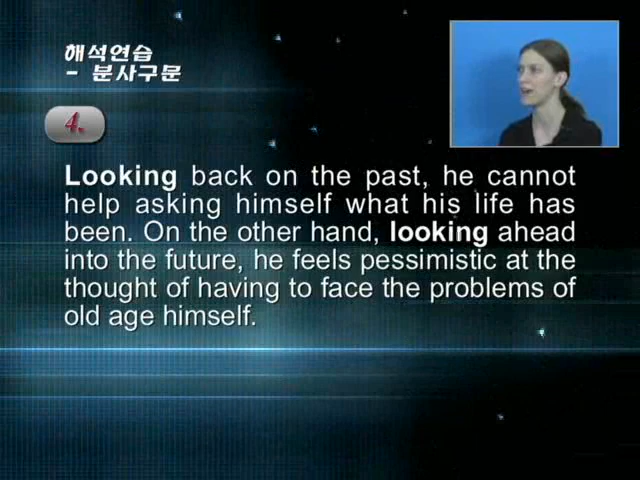 해석연습
- 분사구문
4.
Looking back on the past, he cannot
help asking himself what his life has
been. On the other hand, looking ahead
into the future, he feels pessimistic at the
thought of having to face the problems of
old age himself.